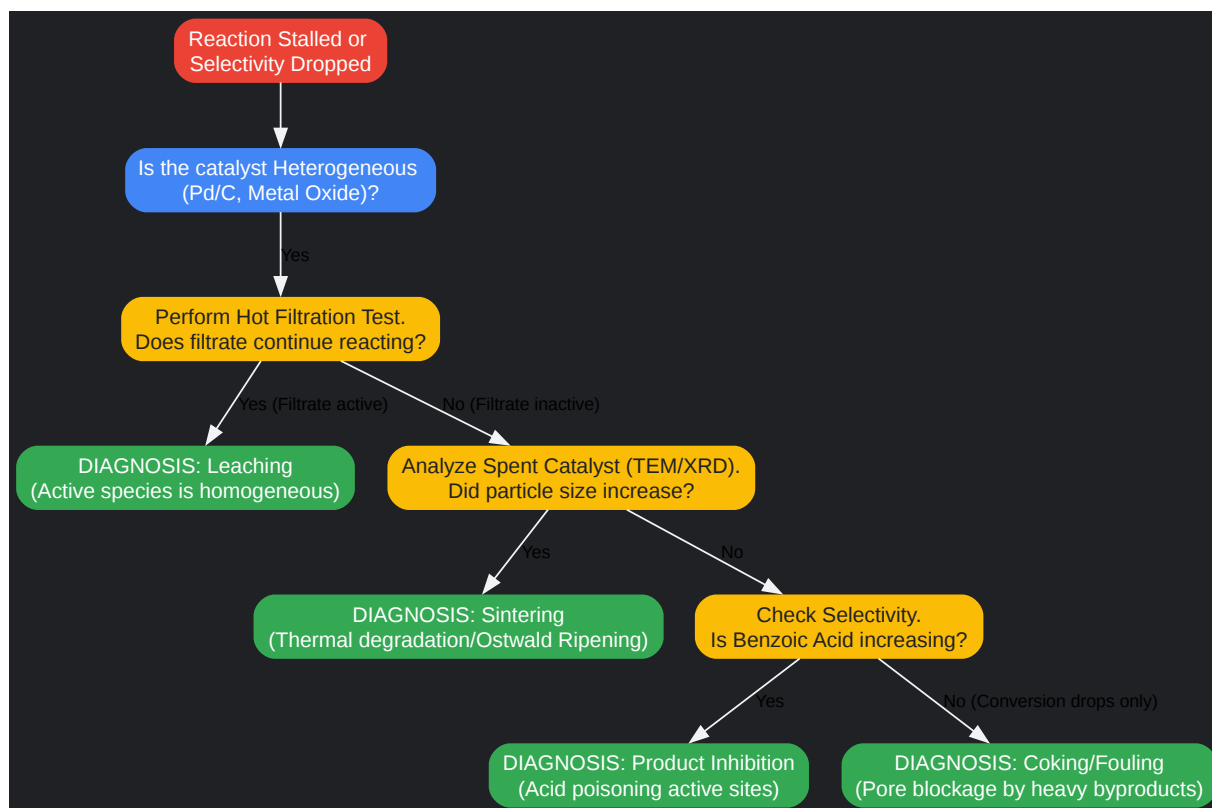 Reaction Stalled or
Selectivity Dropped
Is the catalyst Heterogeneous
(Pd/C, Metal Oxide)?
Yes
Perform Hot Filtration Test.
Does filtrate continue reacting?
Yes (Filtrate active)
No (Filtrate inactive)
DIAGNOSIS: Leaching
(Active species is homogeneous)
Analyze Spent Catalyst (TEM/XRD).
Did particle size increase?
Yes
No
DIAGNOSIS: Sintering
(Thermal degradation/Ostwald Ripening)
Check Selectivity.
Is Benzoic Acid increasing?
Yes
No (Conversion drops only)
DIAGNOSIS: Product Inhibition
(Acid poisoning active sites)
DIAGNOSIS: Coking/Fouling
(Pore blockage by heavy byproducts)